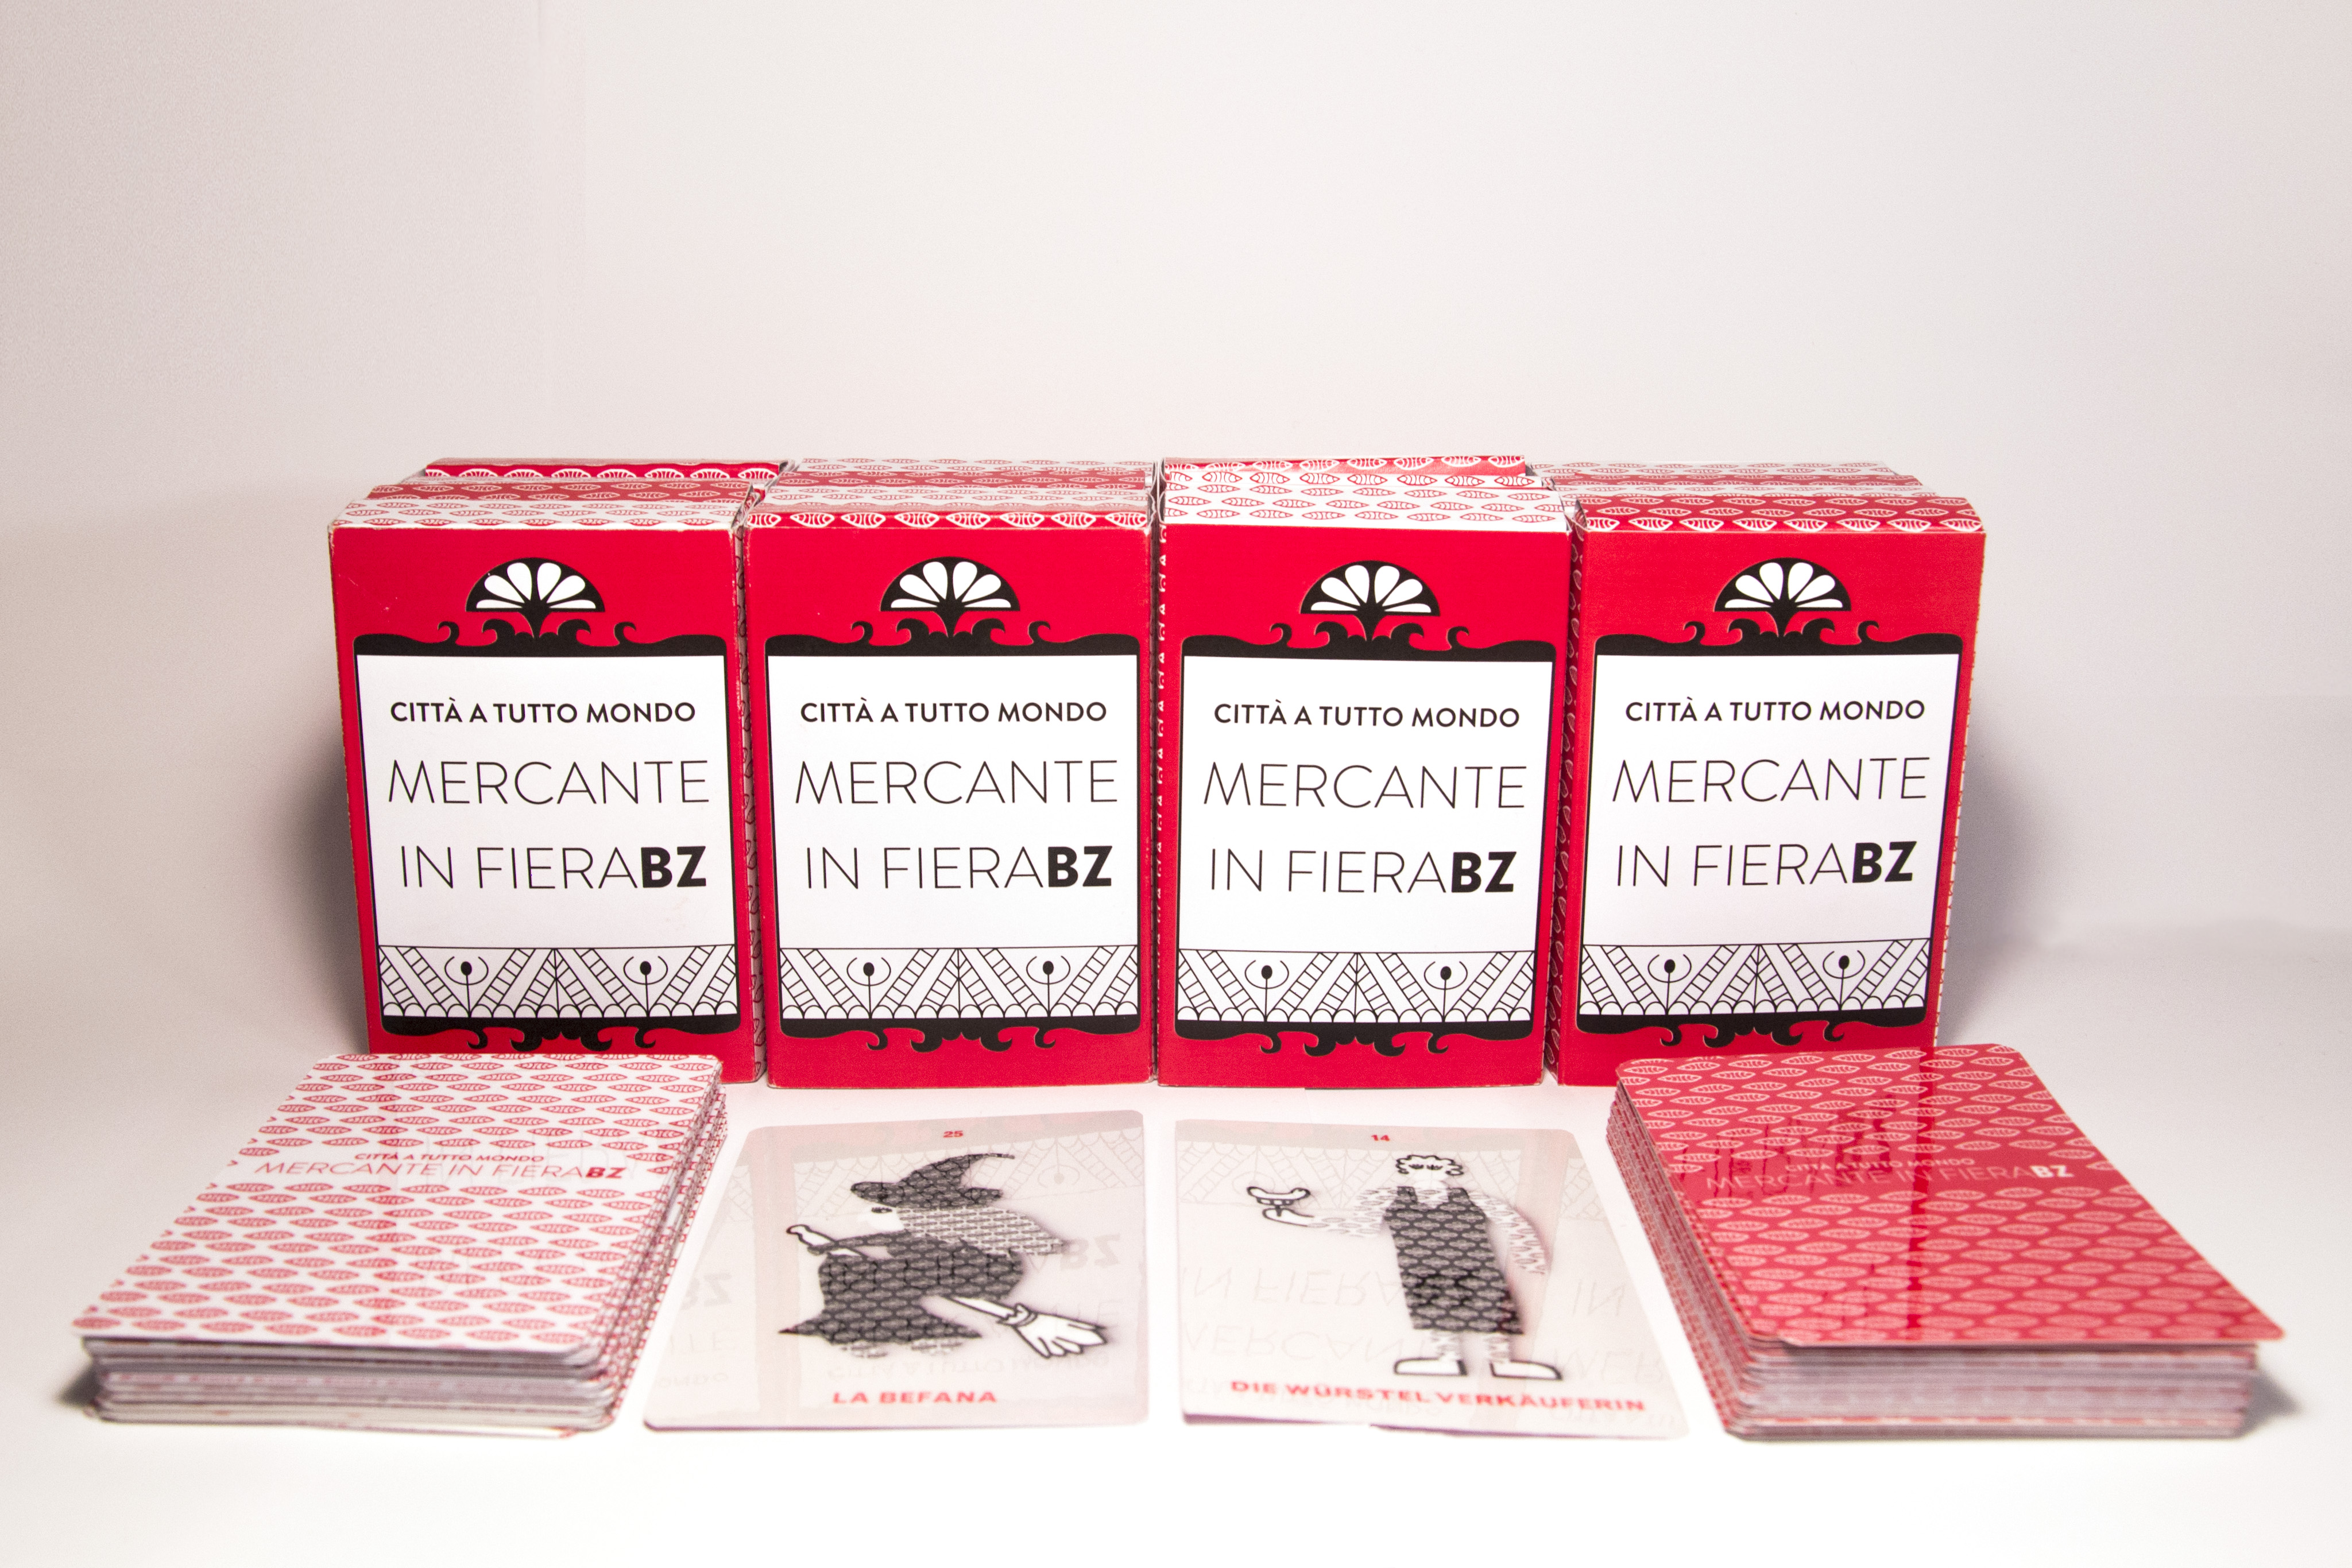 CITTÀ A TUTTO MONDO
MERCANTE
IN FIERABZ
CITTÀ A TUTTO MONDO
MERCANTE
IN FIERABZ
CITTÀ A TUTTO MONDO
MERCANTE
IN FIERABZ
CITTÀ A TUTTO MONDO
MERCANTE
IN FIERABZ
CITTÀ A TUTTO MONDO
MERCANTE IN FIERABZ
25
LA BEFANA
14
DIE WÜRSTELVERKÄUFERIN
CITTÀ A TUTTO MONDO
MERCANTE IN FIERABZ